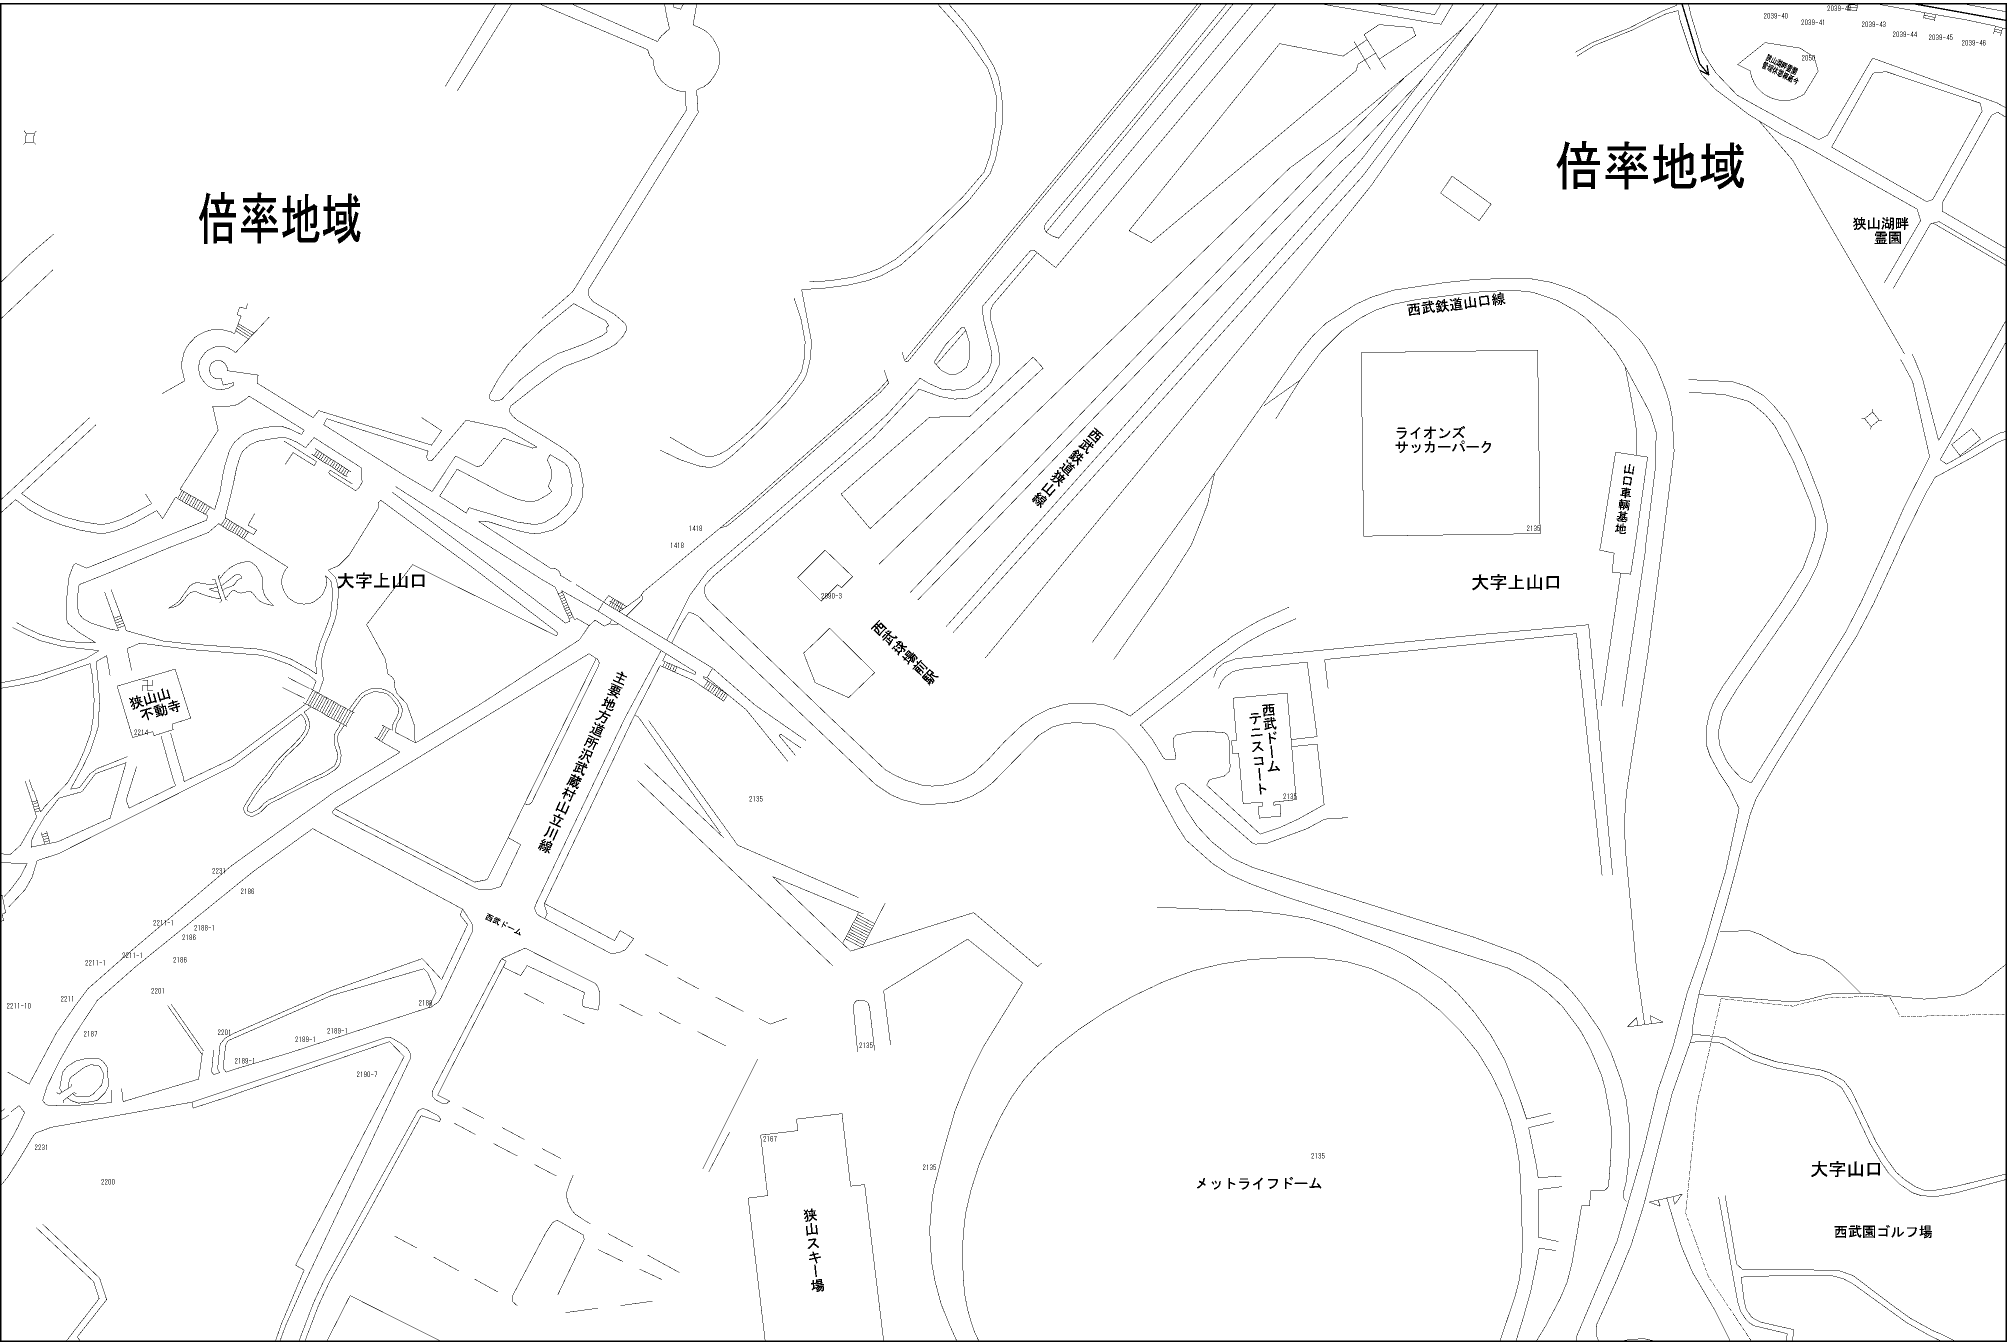 2039-40
2039-41
2039-43
2039-44
2039-45
2039-46
2050
倍率地域
倍率地域
狭山湖畔
霊園
西武鉄道山口線
ライオンズ
サッカーパーク
2135
山口車輌基地
西武鉄道狭山線
1419
1418
大字上山口
大字上山口
2090-3
西武球場前駅
狭山山
不動寺
2214
主要地方道所沢武蔵村山立川線
西武ドーム
テニスコート
2135
2135
2231
2186
西武ドーム
2211-1
2188-1
2186
2211-1
2211-1
2186
2211-10
2211
2201
2188
2187
2201
2189-1
2189-1
2190-7
2135
2231
2200
2167
2135
2135
メットライフドーム
狭山スキー場
大字山口
西武園ゴルフ場